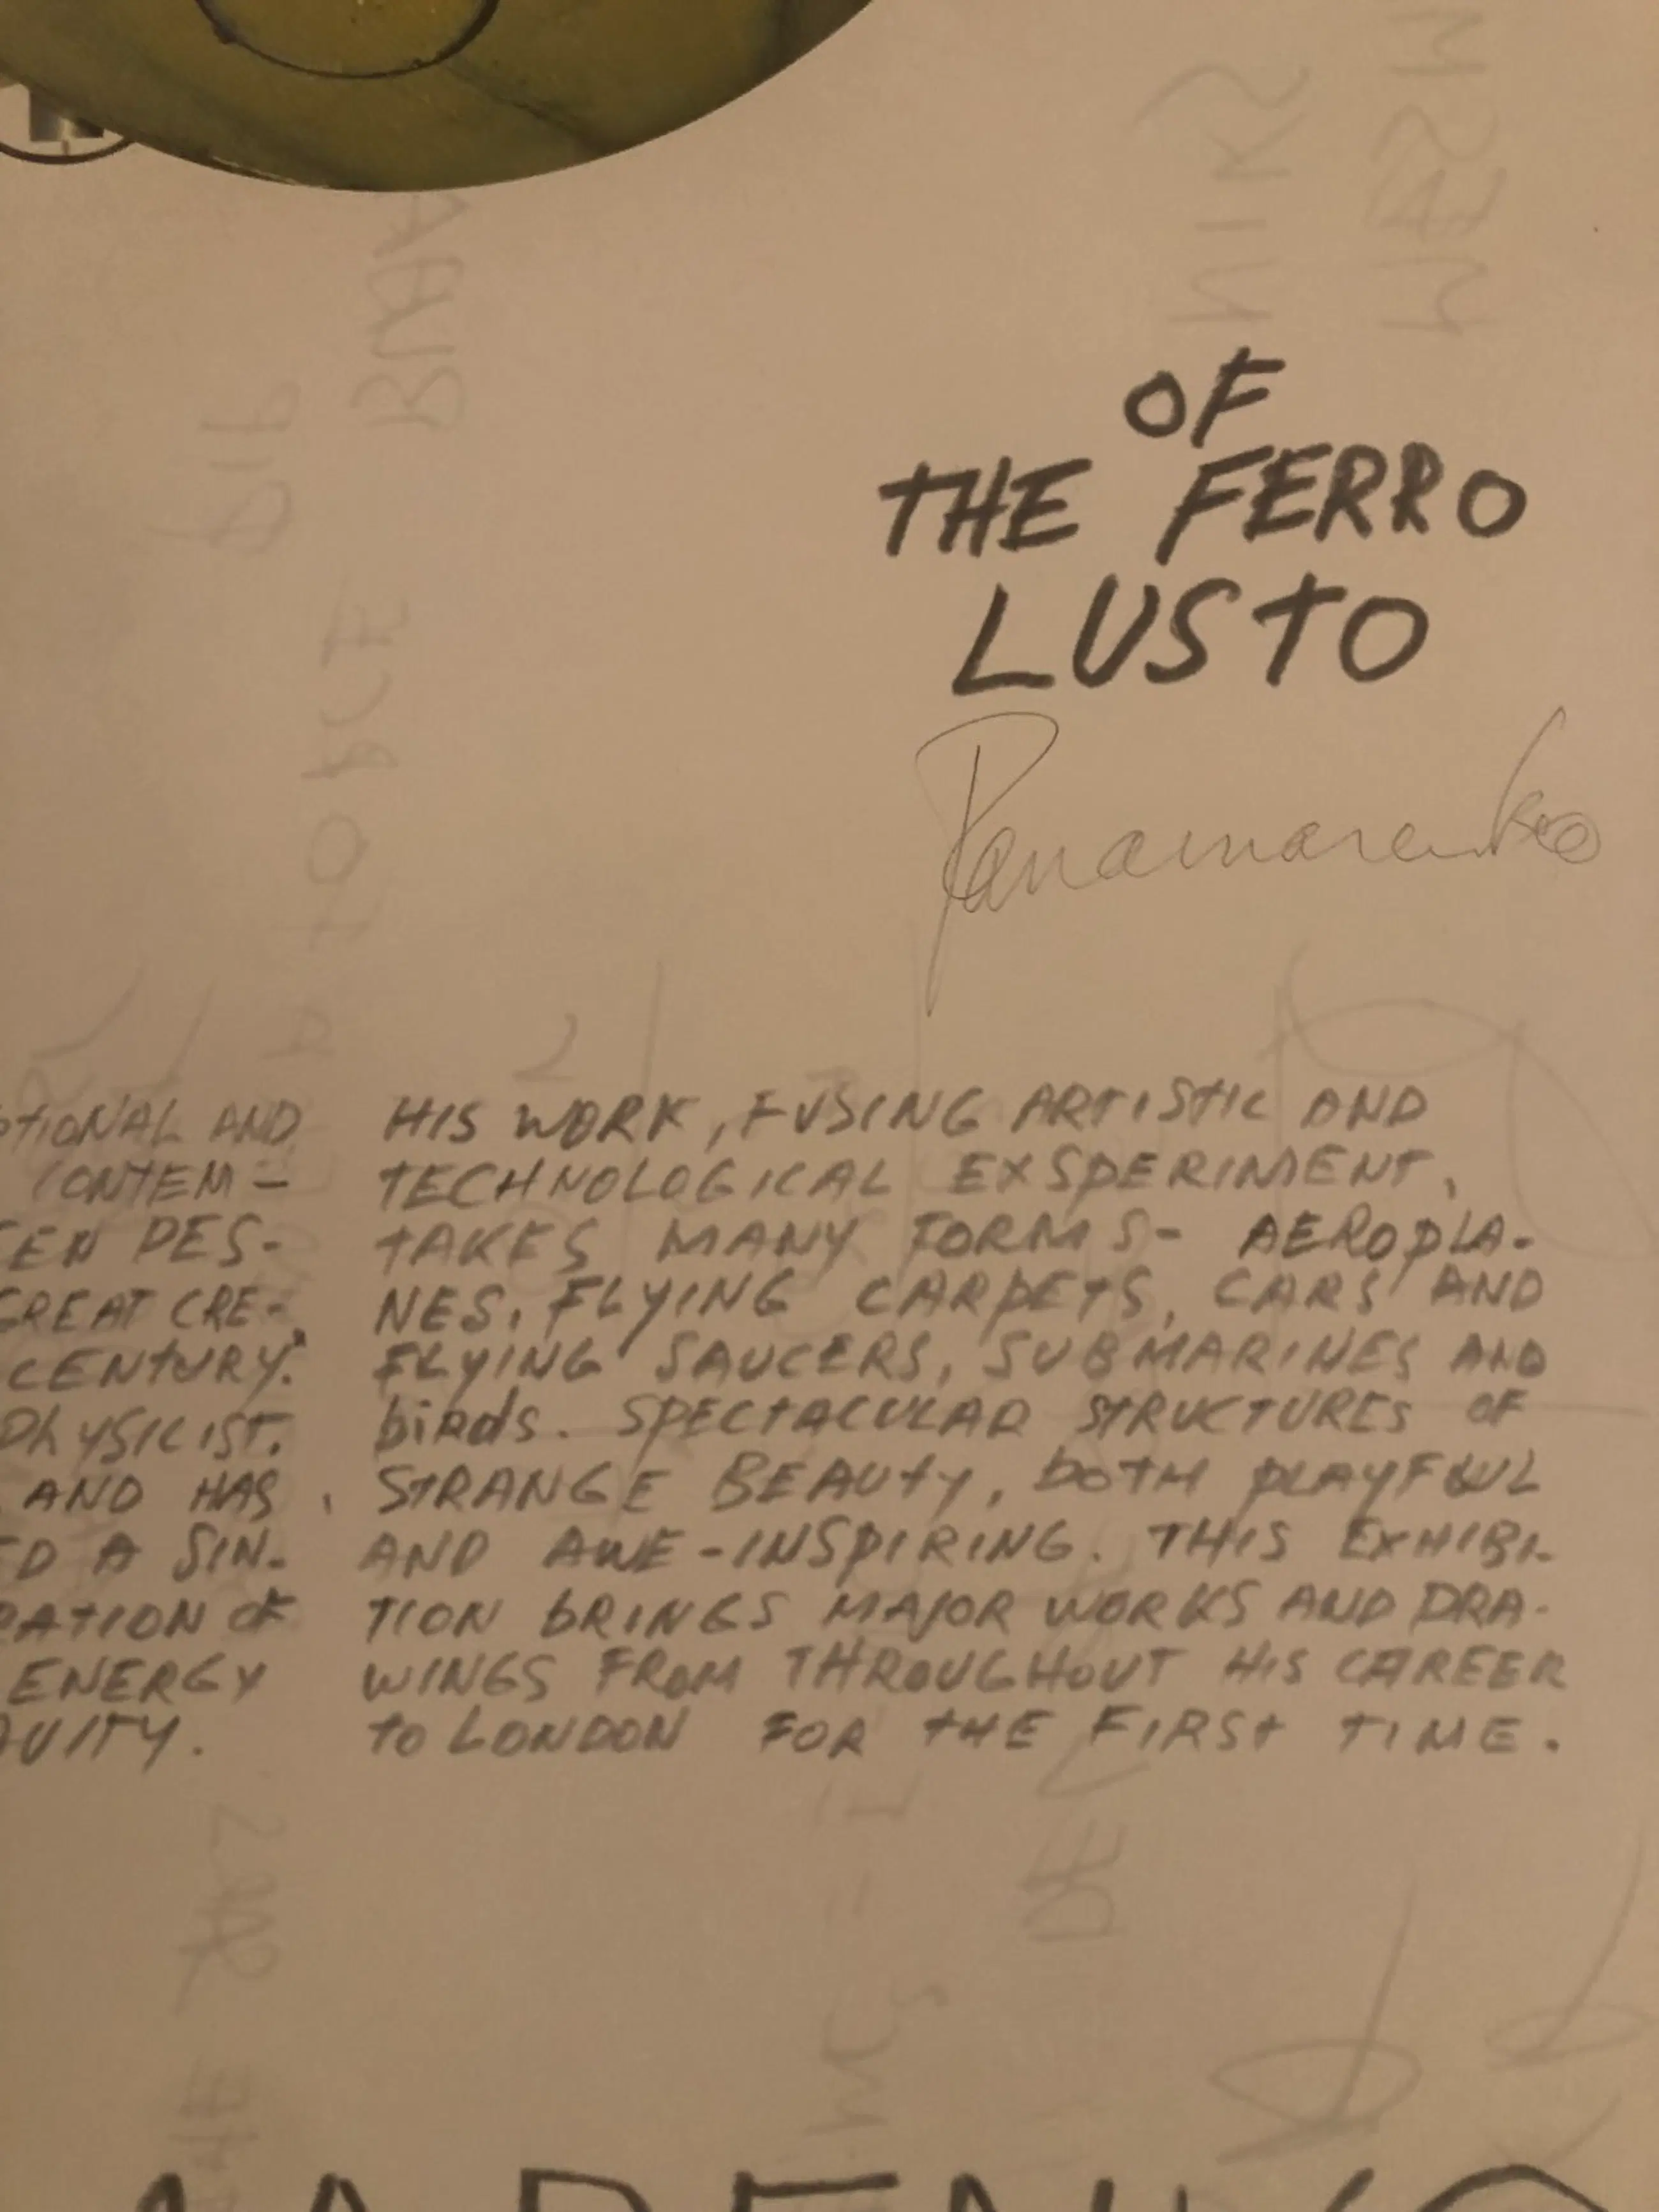 OF
THE FERRO
LUSTO
Panamarenko
OTIONAL AND
CONTEM-
EEN DES-
GREAT CRE-
CENTURY."
PHYSICIST.
AND HAS
ED A SIN-
RATION OF
ENERGY
QUITY.
HIS WORK, FUSING ARTISTIC AND
TECHNOLOGICAL EXSPERIMENT,
TAKES MANY FORMS- AEROPLA-
NES, FLYING CARPETS, CARS AND
FLYING SAUCERS, SUBMARINES AND
birds. SPECTACULAR STRUCTURES OF
STRANGE BEAUTY, both PLAYFUL
AND AWE-INSPIRING. THIS EXHIBI-
TION bRINGS MAJOR WORKS AND DRA-
WINGS FROM THROUGHOUT HIS CAREER
to LONDON FOR THE FIRST TIME.